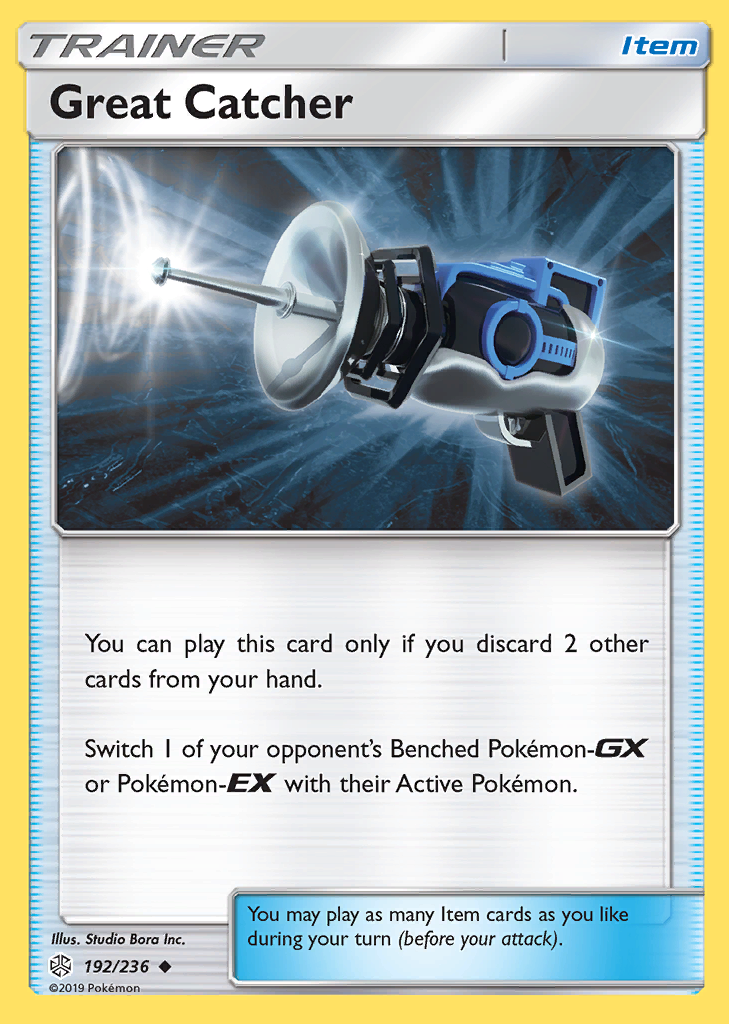 TRAINER
Item
Great Catcher
You can play this card only if you discard 2 other
cards from your hand.
Switch 1 of your opponent's Benched Pokémon-GX
or Pokémon-EX with their Active Pokémon.
You may play as many Item cards as you like
during your turn (before your attack).
Illus. Studio Bora Inc.
192/236
©2019 Pokémon